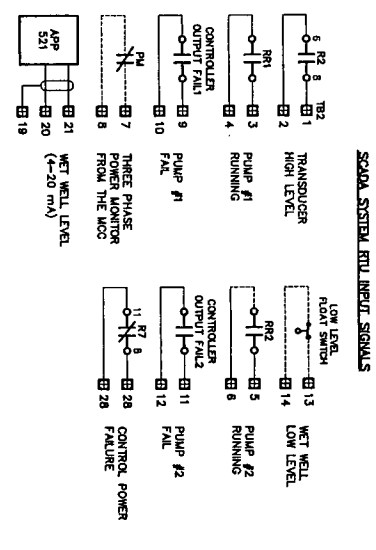 SCADA SYSTEM RTU INPUT SIGNALS
6
R2
8
TB2
1
2
TRANSDUCER
HIGH LEVEL
RR1
3
4
PUMP #1
RUNNING
CONTROLLER
OUTPUT FAIL1
9
10
PUMP #1
FAIL
PM
7
8
THREE PHASE
POWER MONITOR
FROM THE MCC
APP
521
21
20
19
WET WELL LEVEL
(4-20 mA)
LOW LEVEL
FLOAT SWITCH
13
14
WET WELL
LOW LEVEL
RR2
5
6
PUMP #2
RUNNING
CONTROLLER
OUTPUT FAIL2
11
12
PUMP #2
FAIL
11
R7
8
28
28
CONTROL POWER
FAILURE